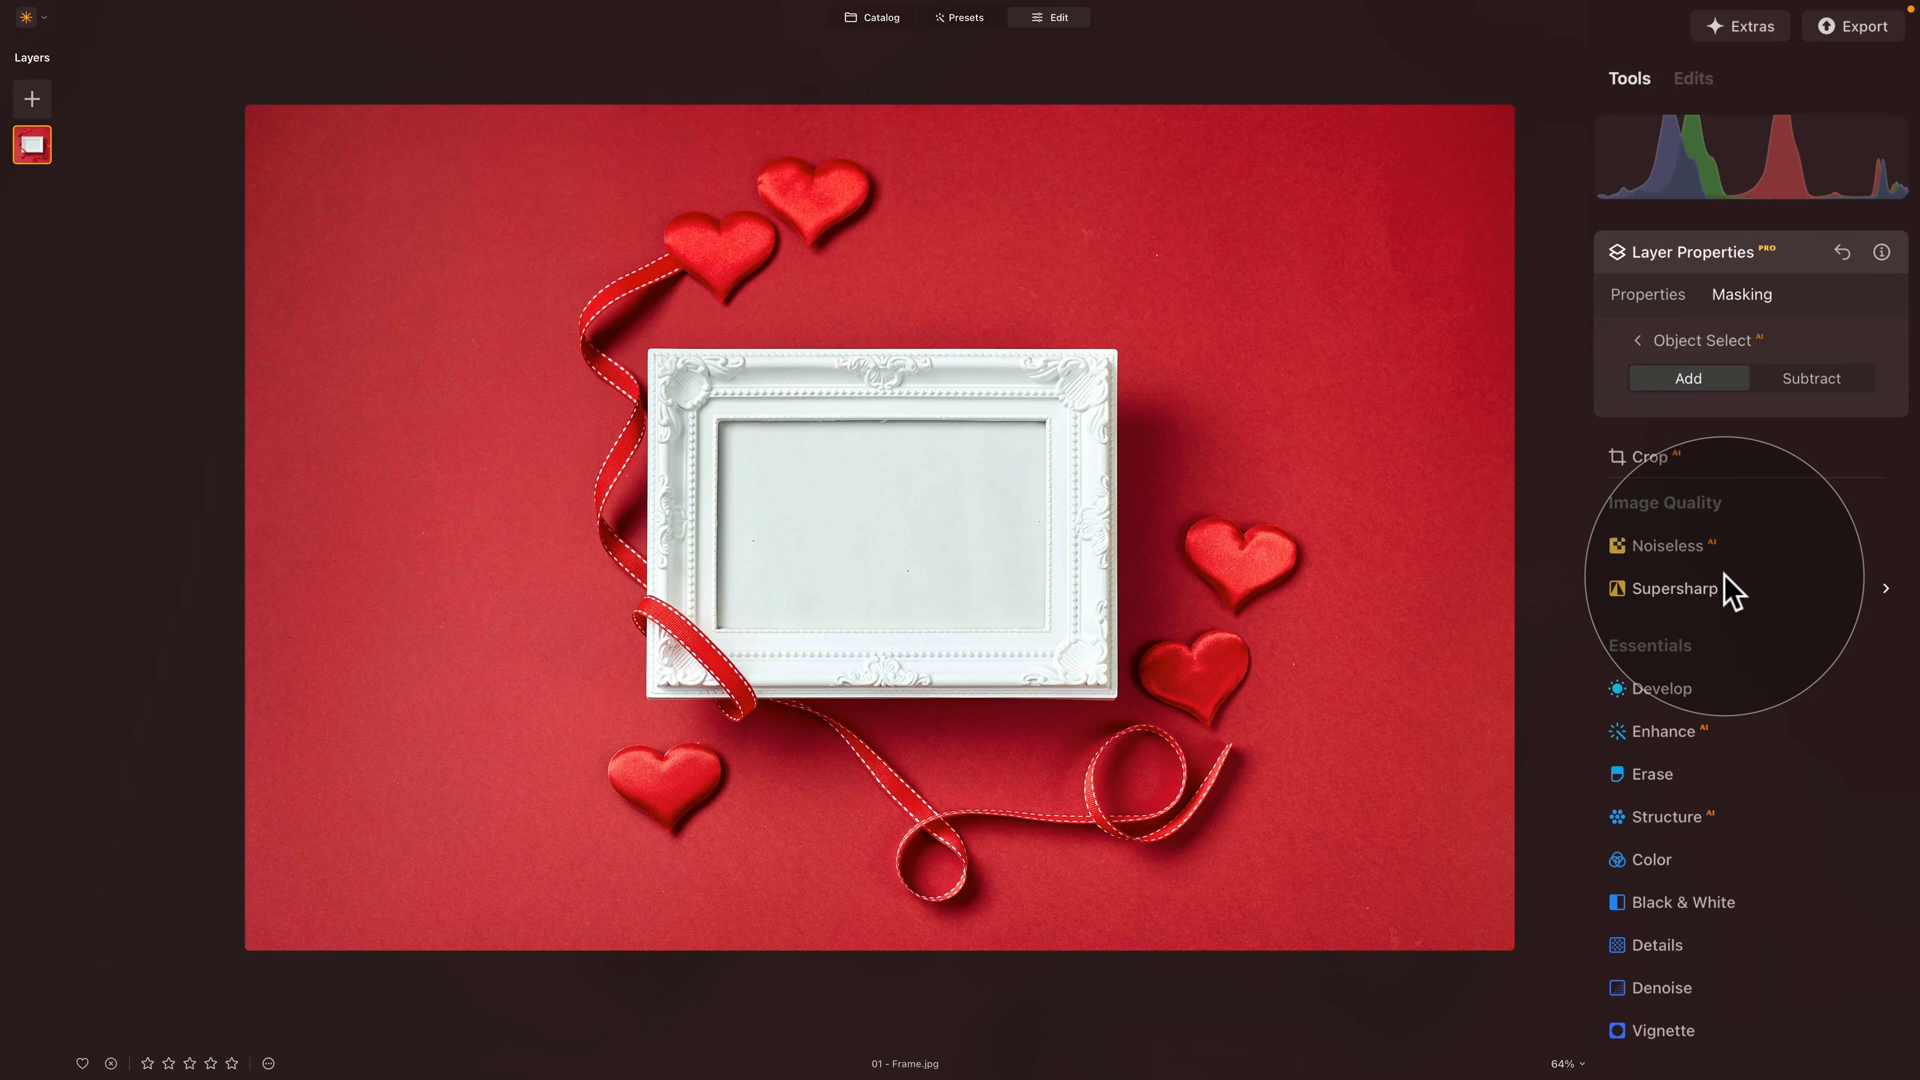 Catalog
Presets
Edit
Extras
Export
Layers
Tools
Edits
Layer Properties PRO
Properties
Masking
Object Select AI
Add
Subtract
Crop AI
Image Quality
Noiseless AI
Supersharp
Essentials
Develop
Enhance AI
Erase
Structure AI
Color
Black & White
Details
Denoise
Vignette
01 - Frame.jpg
64%